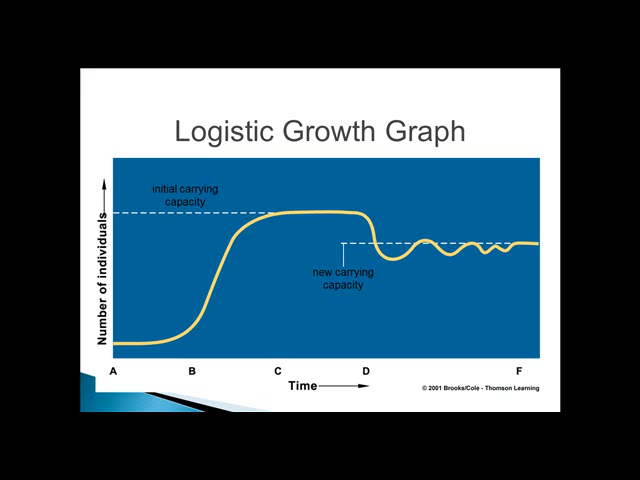 Logistic Growth Graph
initial carrying
capacity
Number of individuals
new carrying
capacity
A B C D F
Time
© 2001 Brooks/Cole - Thomson Learning